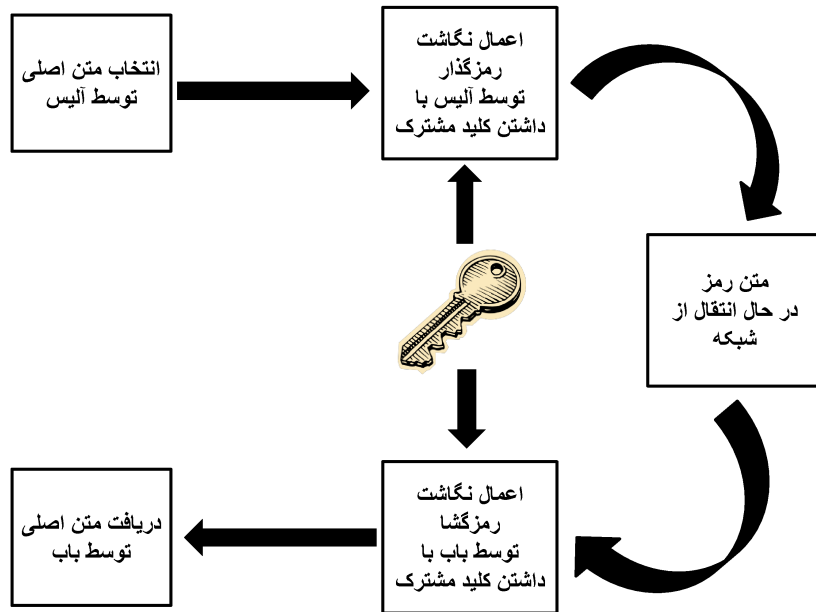 انتخاب متن اصلی
توسط آلیس
اعمال نگاشت
رمزگذار
توسط آلیس با
داشتن کلید مشترک
متن رمز
در حال انتقال از
شبکه
اعمال نگاشت
رمزگشا
توسط باب با
داشتن کلید مشترک
دریافت متن اصلی
توسط باب